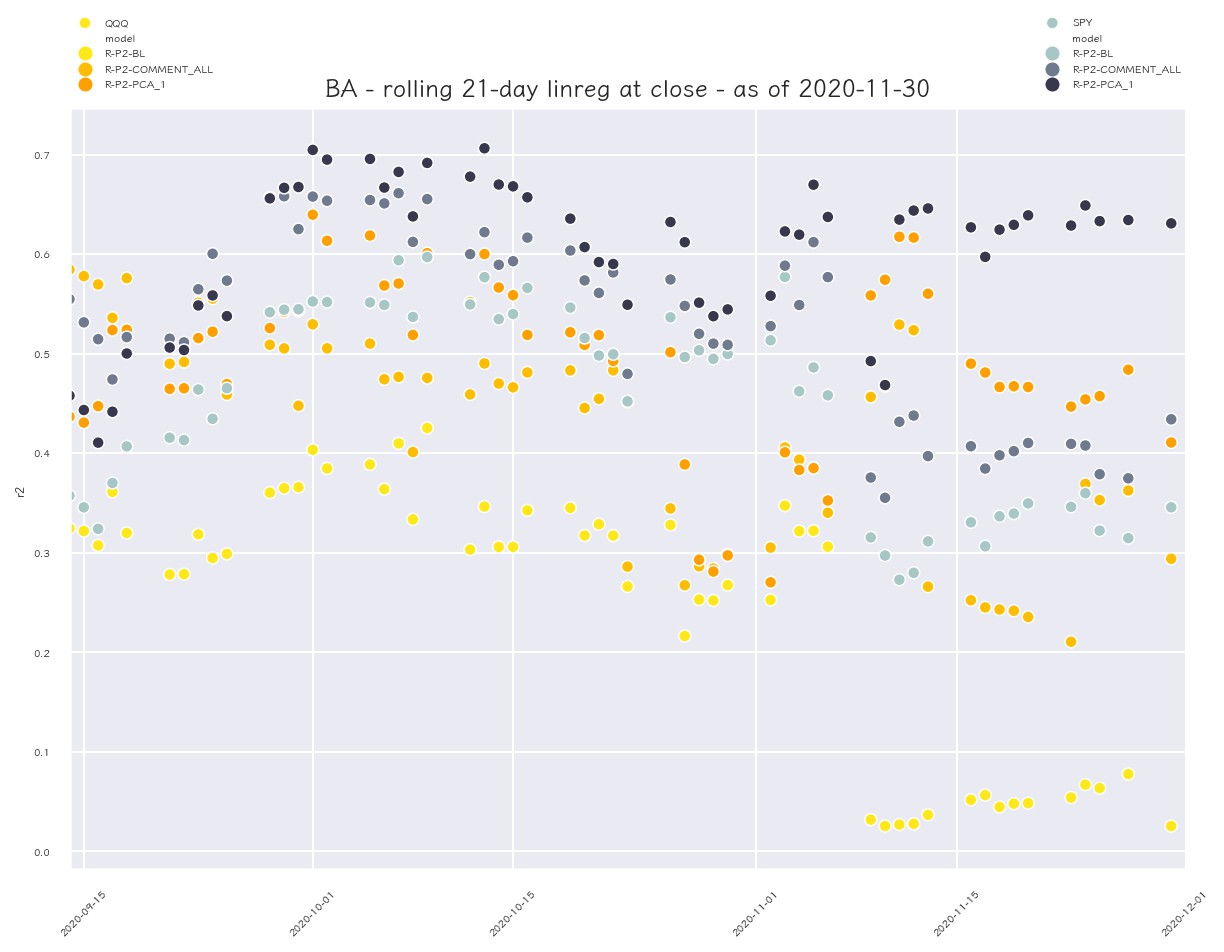 QQQ
model
R-P2-BL
R-P2-COMMENT_ALL
R-P2-PCA_1
SPY
model
R-P2-BL
R-P2-COMMENT_ALL
R-P2-PCA_1
BA - rolling 21-day linreg at close - as of 2020-11-30
r2
0.7
0.6
0.5
0.4
0.3
0.2
0.1
0.0
2020-09-15
2020-10-01
2020-10-15
2020-11-01
2020-11-15
2020-12-01